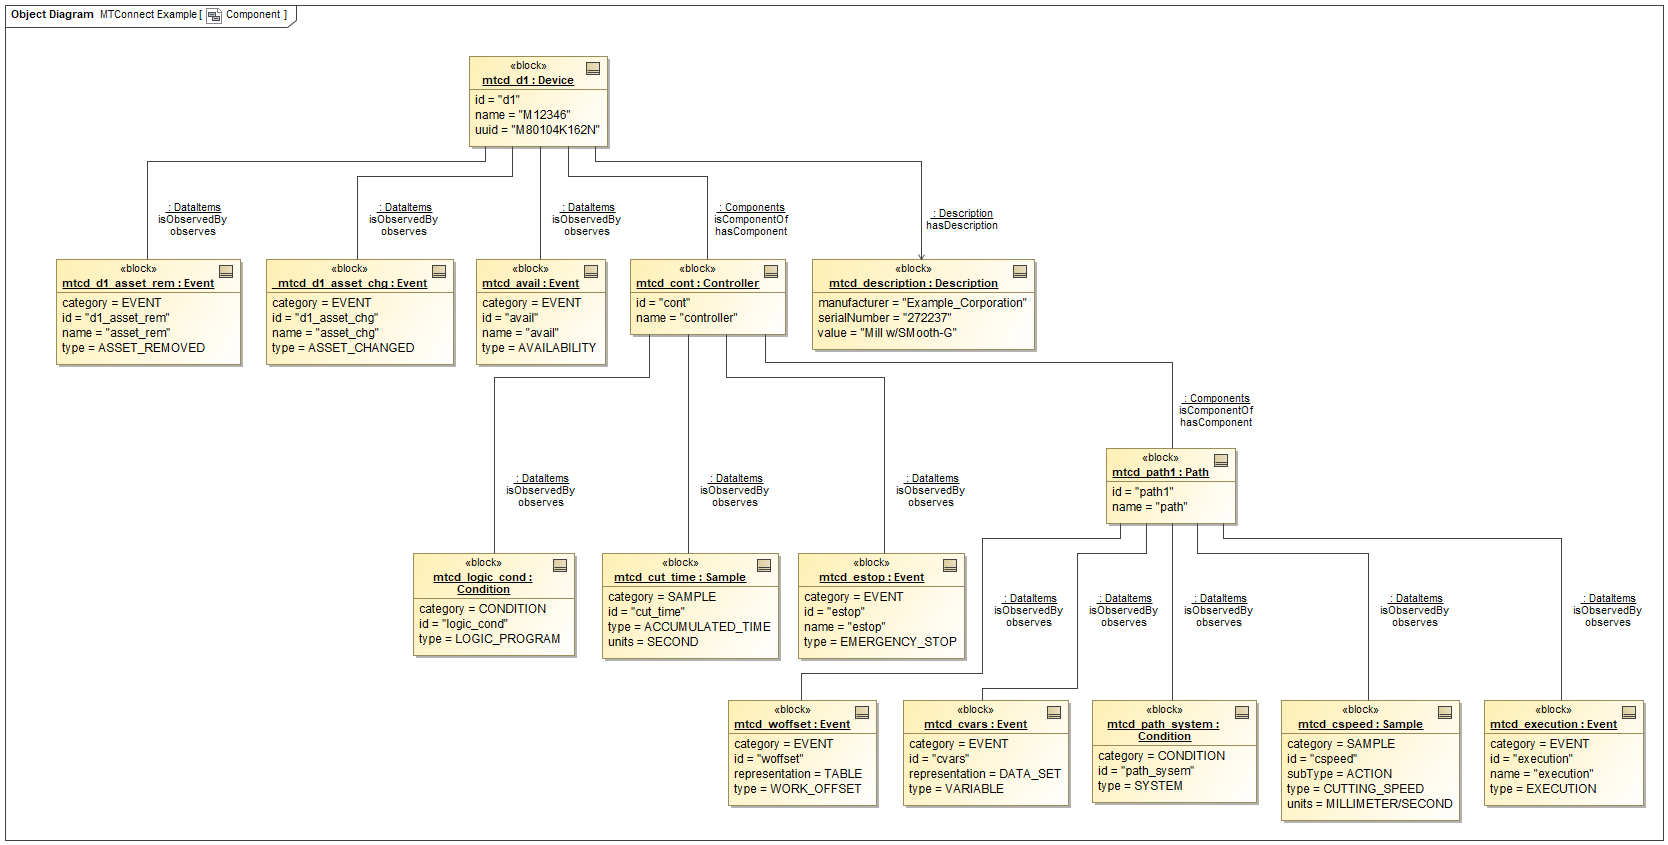 Object Diagram MTConnect Example [ Component ]
«block»
mtcd_d1 : Device
id = "d1"
name = "M12346"
uuid = "M80104K162N"
: DataItems
isObservedBy
observes
: DataItems
isObservedBy
observes
: DataItems
isObservedBy
observes
: Components
isComponentOf
hasComponent
: Description
hasDescription
«block»
mtcd_d1_asset_rem : Event
category = EVENT
id = "d1_asset_rem"
name = "asset_rem"
type = ASSET_REMOVED
«block»
_mtcd_d1_asset_chg : Event
category = EVENT
id = "d1_asset_chg"
name = "asset_chg"
type = ASSET_CHANGED
«block»
mtcd_avail : Event
category = EVENT
id = "avail"
name = "avail"
type = AVAILABILITY
«block»
mtcd_cont : Controller
id = "cont"
name = "controller"
«block»
mtcd_description : Description
manufacturer = "Example_Corporation"
serialNumber = "272237"
value = "Mill w/SMooth-G"
: Components
isComponentOf
hasComponent
: DataItems
isObservedBy
observes
: DataItems
isObservedBy
observes
: DataItems
isObservedBy
observes
«block»
mtcd_path1 : Path
id = "path1"
name = "path"
«block»
mtcd_logic_cond :
Condition
category = CONDITION
id = "logic_cond"
type = LOGIC_PROGRAM
«block»
mtcd_cut_time : Sample
category = SAMPLE
id = "cut_time"
type = ACCUMULATED_TIME
units = SECOND
«block»
mtcd_estop : Event
category = EVENT
id = "estop"
name = "estop"
type = EMERGENCY_STOP
: DataItems
isObservedBy
observes
: DataItems
isObservedBy
observes
: DataItems
isObservedBy
observes
: DataItems
isObservedBy
observes
: DataItems
isObservedBy
observes
«block»
mtcd_woffset : Event
category = EVENT
id = "woffset"
representation = TABLE
type = WORK_OFFSET
«block»
mtcd_cvars : Event
category = EVENT
id = "cvars"
representation = DATA_SET
type = VARIABLE
«block»
mtcd_path_system :
Condition
category = CONDITION
id = "path_sysem"
type = SYSTEM
«block»
mtcd_cspeed : Sample
category = SAMPLE
id = "cspeed"
subType = ACTION
type = CUTTING_SPEED
units = MILLIMETER/SECOND
«block»
mtcd_execution : Event
category = EVENT
id = "execution"
name = "execution"
type = EXECUTION